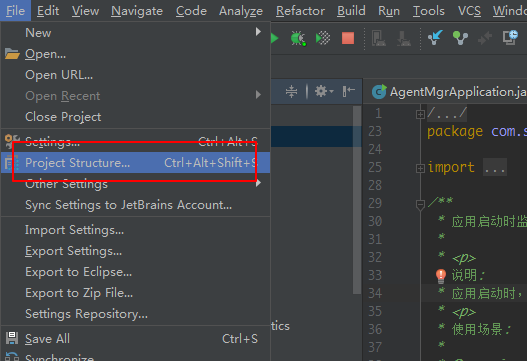 File Edit View Navigate Code Analyze Refactor Build Run Tools VCS
New
Open...
Open URL...
Open Recent
Close Project
Settings... Ctrl+Alt+S
Project Structure... Ctrl+Alt+Shift+S
Other Settings
Sync Settings to JetBrains Account...
Import Settings...
Export Settings...
Export to Eclipse...
Export to Zip File...
Settings Repository...
Save All Ctrl+S
Synchronize
tics
AgentMgrApplication.ja
1 /.../
23 package com.s
24
25 import ...
28
29 /**
30 * 应用启动时监
31 *
32 * <p>
33 说明：
34 * 应用启动时，
35 * <p>
36 * 使用场景：